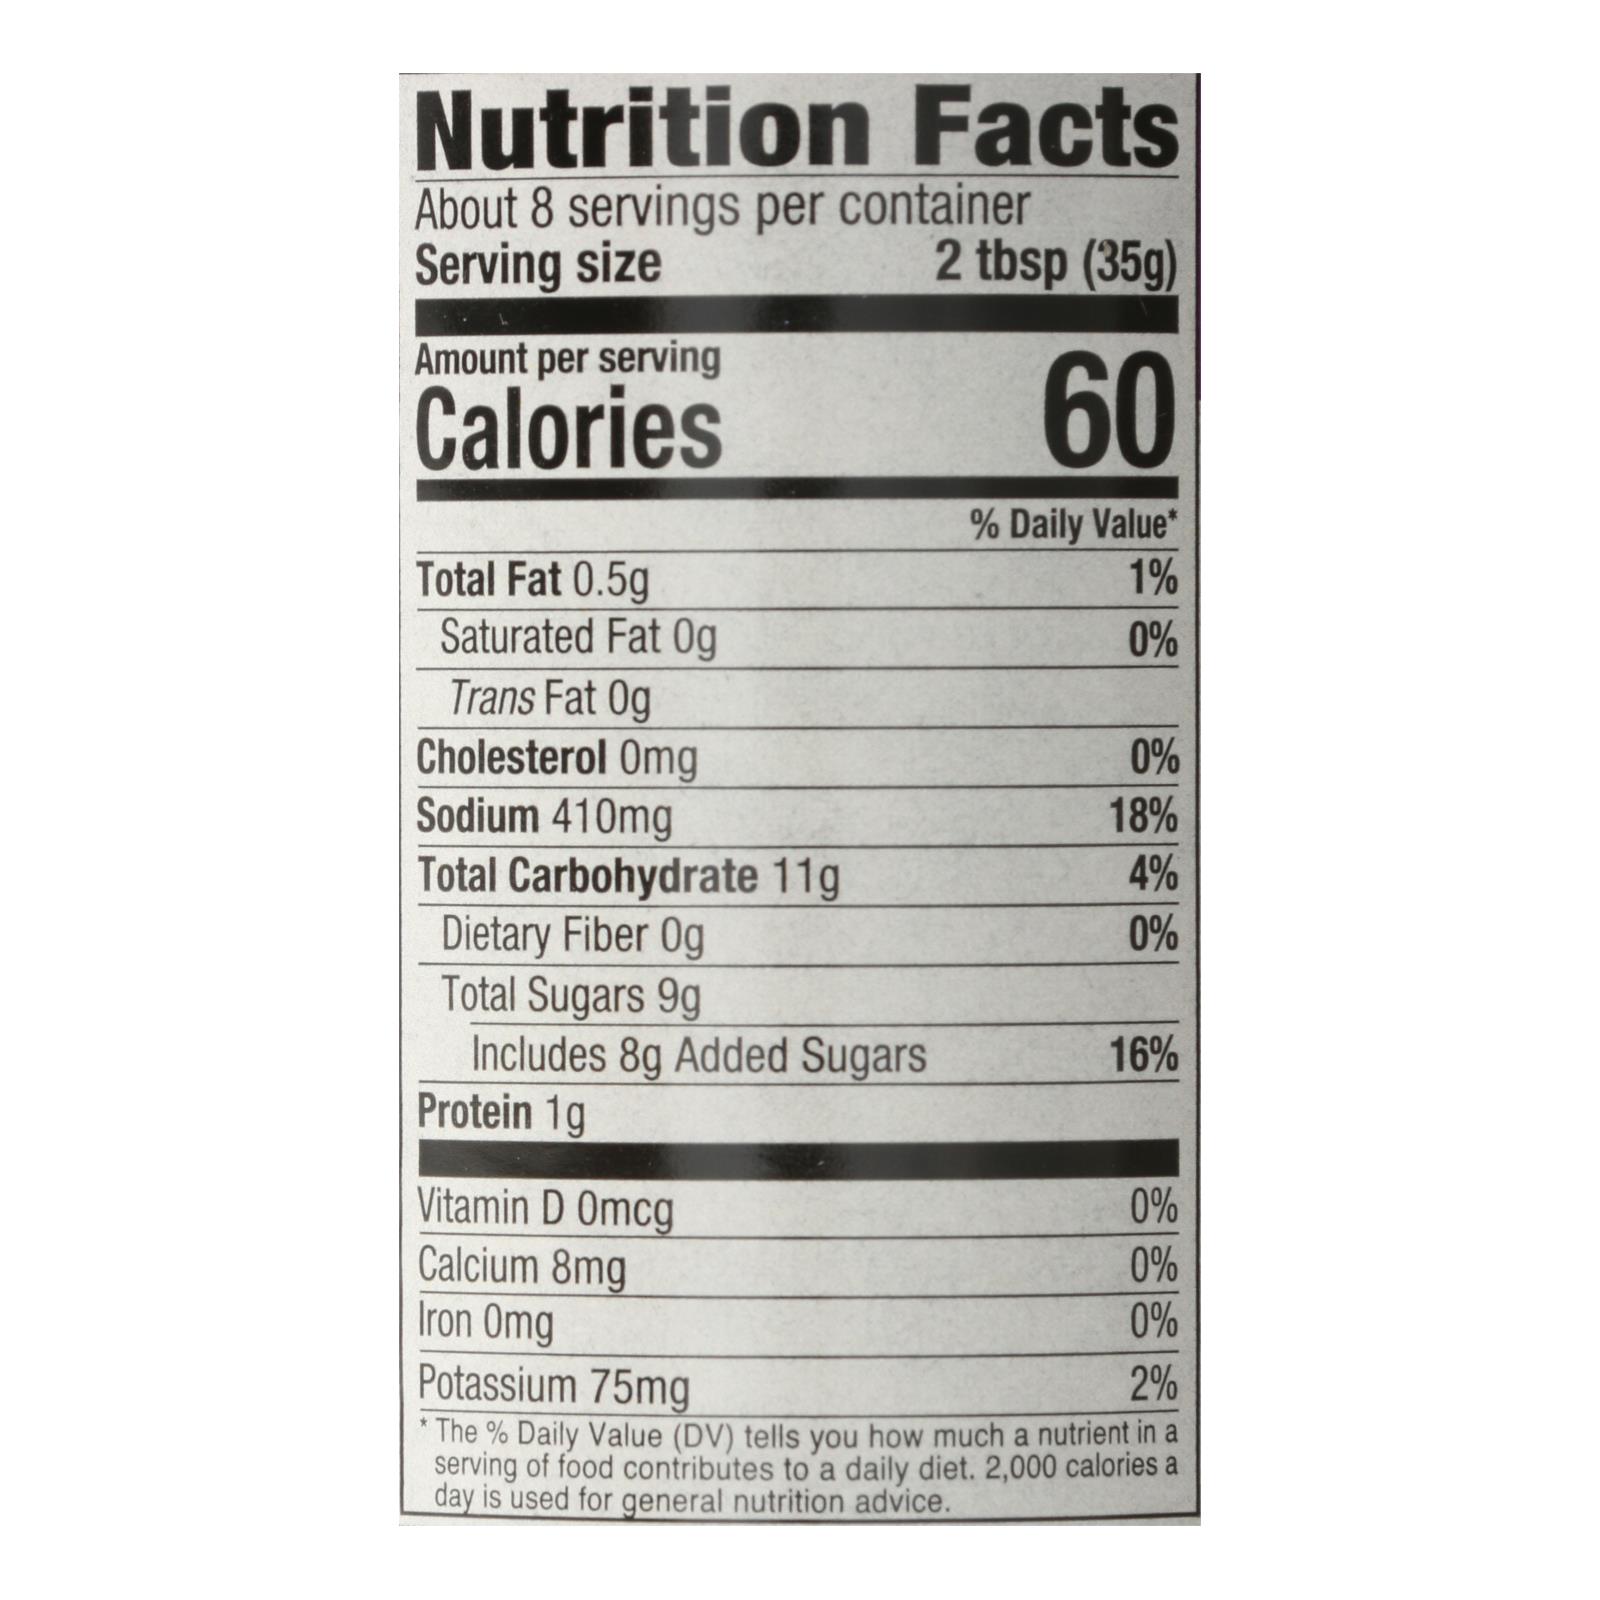 Nutrition Facts
About 8 servings per container
Serving size 2 tbsp (35g)
Amount per serving
Calories 60
% Daily Value*
Total Fat 0.5g 1%
Saturated Fat 0g 0%
Trans Fat 0g
Cholesterol 0mg 0%
Sodium 410mg 18%
Total Carbohydrate 11g 4%
Dietary Fiber 0g 0%
Total Sugars 9g
Includes 8g Added Sugars 16%
Protein 1g
Vitamin D 0mcg 0%
Calcium 8mg 0%
Iron 0mg 0%
Potassium 75mg 2%
* The % Daily Value (DV) tells you how much a nutrient in a
serving of food contributes to a daily diet. 2,000 calories a
day is used for general nutrition advice.